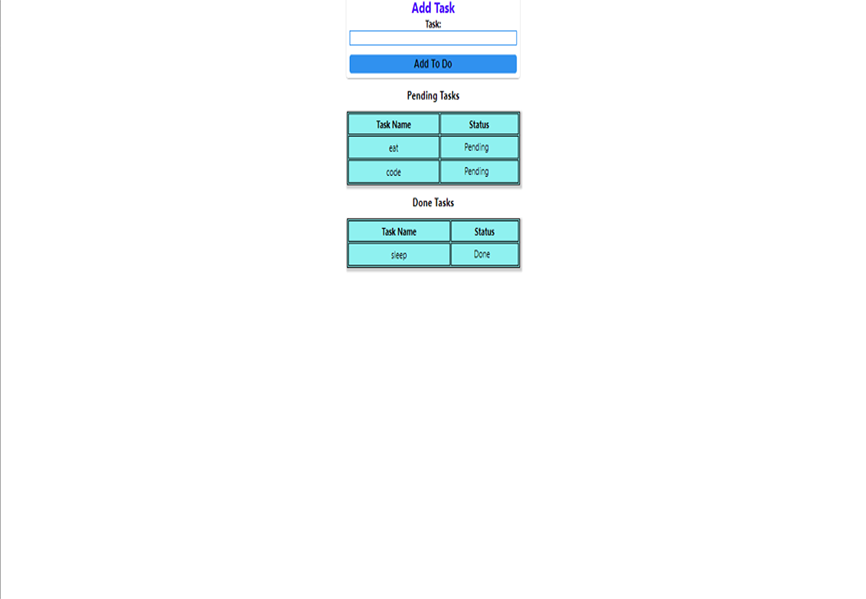 Add Task
Task:
Add To Do
Pending Tasks
Task Name Status
eat Pending
code Pending
Done Tasks
Task Name Status
sleep Done